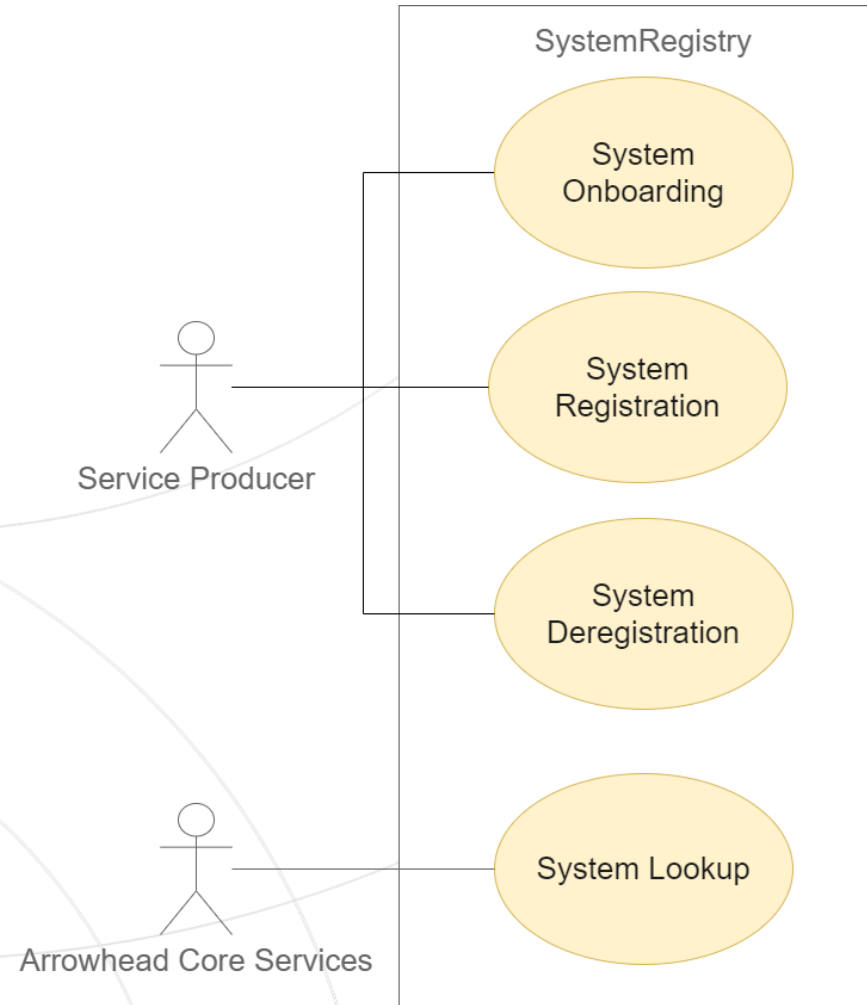 SystemRegistry
System
Onboarding
System
Registration
Service Producer
System
Deregistration
System Lookup
Arrowhead Core Services